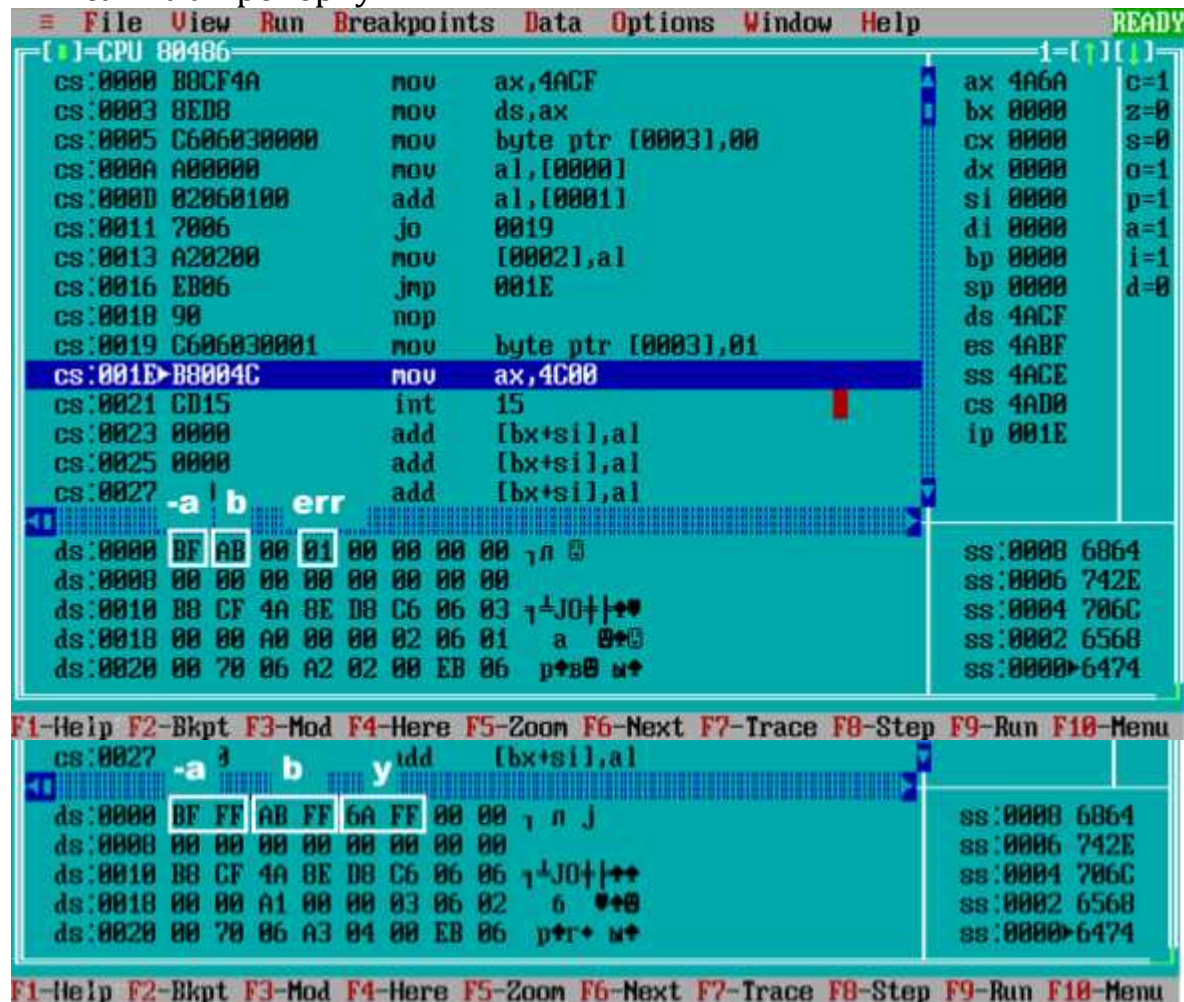 ≡ File View Run Breakpoints Data Options Window Help READY
[■]=CPU 80486 1=[↑][↓]
cs:0000 B8CF4A mov ax,4ACF ax 4A6A c=1
cs:0003 8ED8 mov ds,ax bx 0000 z=0
cs:0005 C606030000 mov byte ptr [0003],00 cx 0000 s=0
cs:000A A00000 mov al,[0000] dx 0000 o=1
cs:000D 02060100 add al,[0001] si 0000 p=1
cs:0011 7006 jo 0019 di 0000 a=1
cs:0013 A20200 mov [0002],al bp 0000 i=1
cs:0016 EB06 jmp 001E sp 0000 d=0
cs:0018 90 nop ds 4ACF
cs:0019 C606030001 mov byte ptr [0003],01 es 4ABF
cs:001E►B8004C mov ax,4C00 ss 4ACE
cs:0021 CD15 int 15 cs 4AD0
cs:0023 0000 add [bx+si],al ip 001E
cs:0025 0000 add [bx+si],al
cs:0027 add [bx+si],al
-a b err
ds:0000 BF AB 00 01 00 00 00 00 ┐л ss:0008 6864
ds:0008 00 00 00 00 00 00 00 00 ss:0006 742E
ds:0010 B8 CF 4A 8E D8 C6 06 03 ╕╧JО╪╞♠♥ ss:0004 706C
ds:0018 00 00 A0 00 00 02 06 01 а ☻♠☺ ss:0002 6568
ds:0020 00 70 06 A2 02 00 EB 06 p♠в☻ ы♠ ss:0000►6474
F1-Help F2-Bkpt F3-Mod F4-Here F5-Zoom F6-Next F7-Trace F8-Step F9-Run F10-Menu
cs:0027 add [bx+si],al
-a b y
ds:0000 BF FF AB FF 6A FF 00 00 ┐ л j ss:0008 6864
ds:0008 00 00 00 00 00 00 00 00 ss:0006 742E
ds:0010 B8 CF 4A 8E D8 C6 06 06 ╕╧JО╪╞♠♠ ss:0004 706C
ds:0018 00 00 A1 00 00 03 06 02 б ♥♠☻ ss:0002 6568
ds:0020 00 70 06 A3 04 00 EB 06 p♠г♦ ы♠ ss:0000►6474
F1-Help F2-Bkpt F3-Mod F4-Here F5-Zoom F6-Next F7-Trace F8-Step F9-Run F10-Menu